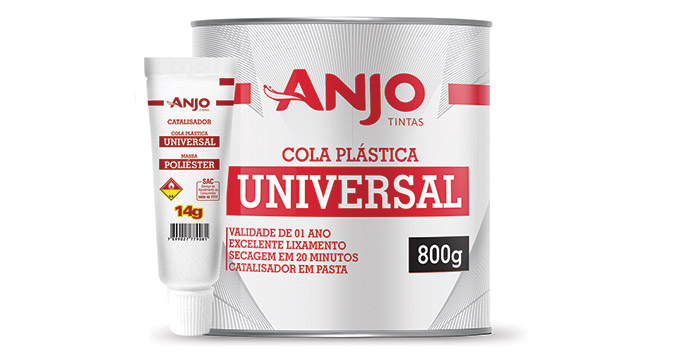 ANJO
TINTAS
CATALISADOR
COLA PLÁSTICA
UNIVERSAL
MASSA
POLIÉSTER
SAC
14g
ANJO
TINTAS
COLA PLÁSTICA
UNIVERSAL
VALIDADE DE 01 ANO
EXCELENTE LIXAMENTO
SECAGEM EM 20 MINUTOS
CATALISADOR EM PASTA
800g